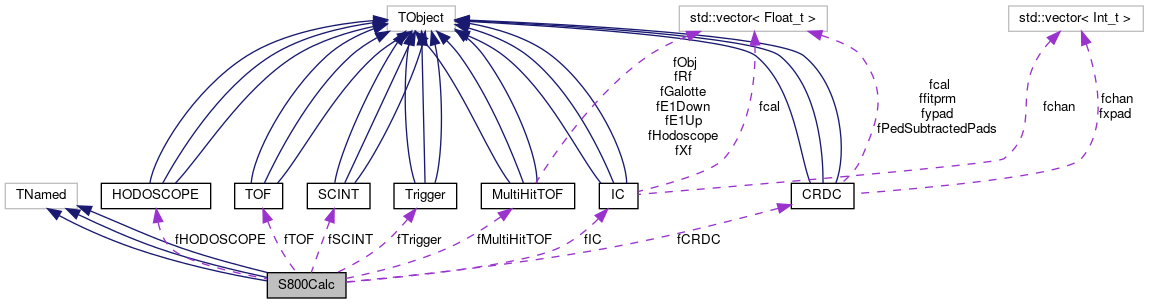 TObject
std::vector< Float_t >
std::vector< Int_t >
fObj
fRf
fGalotte
fE1Down
fE1Up
fHodoscope
fXf
fcal
fcal
ffitprm
fypad
fPedSubtractedPads
fchan
fchan
fxpad
TNamed
HODOSCOPE
TOF
SCINT
Trigger
MultiHitTOF
IC
CRDC
fHODOSCOPE
fTOF
fSCINT
fTrigger
fMultiHitTOF
fIC
fCRDC
S800Calc